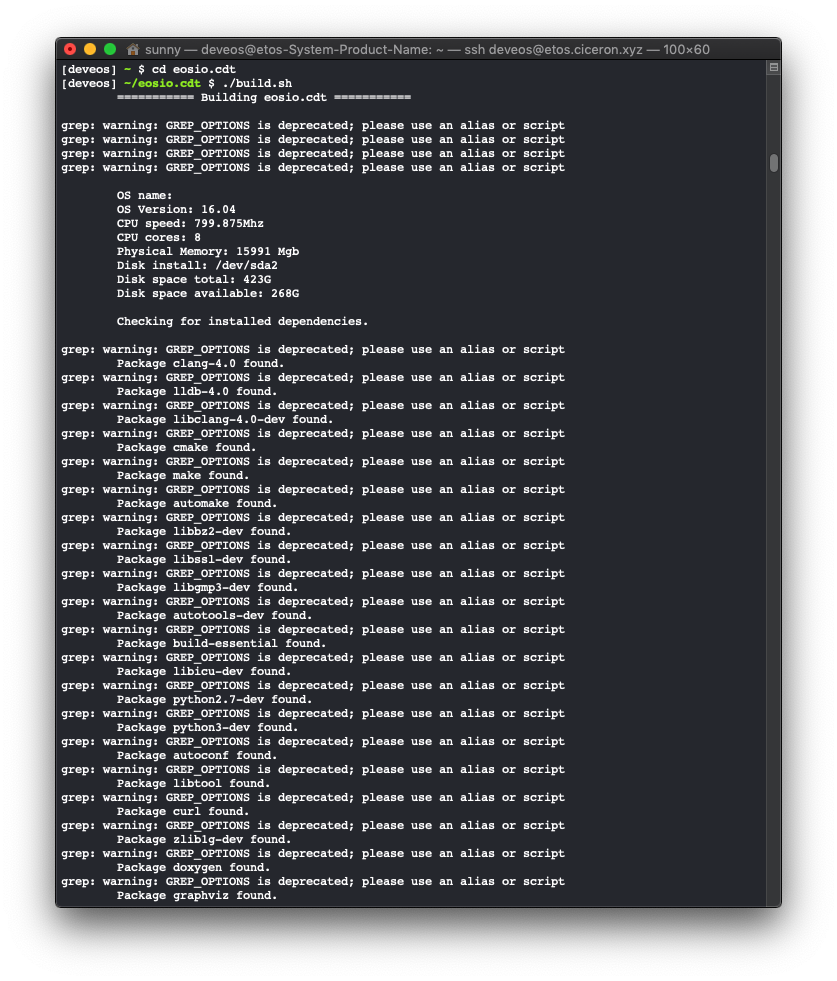 sunny — deveos@etos-System-Product-Name: ~ — ssh deveos@etos.ciceron.xyz — 100×60
[deveos] ~ $ cd eosio.cdt
[deveos] ~/eosio.cdt $ ./build.sh
=========== Building eosio.cdt ===========
grep: warning: GREP_OPTIONS is deprecated; please use an alias or script
grep: warning: GREP_OPTIONS is deprecated; please use an alias or script
grep: warning: GREP_OPTIONS is deprecated; please use an alias or script
grep: warning: GREP_OPTIONS is deprecated; please use an alias or script
OS name:
OS Version: 16.04
CPU speed: 799.875Mhz
CPU cores: 8
Physical Memory: 15991 Mgb
Disk install: /dev/sda2
Disk space total: 423G
Disk space available: 268G
Checking for installed dependencies.
grep: warning: GREP_OPTIONS is deprecated; please use an alias or script
Package clang-4.0 found.
grep: warning: GREP_OPTIONS is deprecated; please use an alias or script
Package lldb-4.0 found.
grep: warning: GREP_OPTIONS is deprecated; please use an alias or script
Package libclang-4.0-dev found.
grep: warning: GREP_OPTIONS is deprecated; please use an alias or script
Package cmake found.
grep: warning: GREP_OPTIONS is deprecated; please use an alias or script
Package make found.
grep: warning: GREP_OPTIONS is deprecated; please use an alias or script
Package automake found.
grep: warning: GREP_OPTIONS is deprecated; please use an alias or script
Package libbz2-dev found.
grep: warning: GREP_OPTIONS is deprecated; please use an alias or script
Package libssl-dev found.
grep: warning: GREP_OPTIONS is deprecated; please use an alias or script
Package libgmp3-dev found.
grep: warning: GREP_OPTIONS is deprecated; please use an alias or script
Package autotools-dev found.
grep: warning: GREP_OPTIONS is deprecated; please use an alias or script
Package build-essential found.
grep: warning: GREP_OPTIONS is deprecated; please use an alias or script
Package libicu-dev found.
grep: warning: GREP_OPTIONS is deprecated; please use an alias or script
Package python2.7-dev found.
grep: warning: GREP_OPTIONS is deprecated; please use an alias or script
Package python3-dev found.
grep: warning: GREP_OPTIONS is deprecated; please use an alias or script
Package autoconf found.
grep: warning: GREP_OPTIONS is deprecated; please use an alias or script
Package libtool found.
grep: warning: GREP_OPTIONS is deprecated; please use an alias or script
Package curl found.
grep: warning: GREP_OPTIONS is deprecated; please use an alias or script
Package zlib1g-dev found.
grep: warning: GREP_OPTIONS is deprecated; please use an alias or script
Package doxygen found.
grep: warning: GREP_OPTIONS is deprecated; please use an alias or script
Package graphviz found.